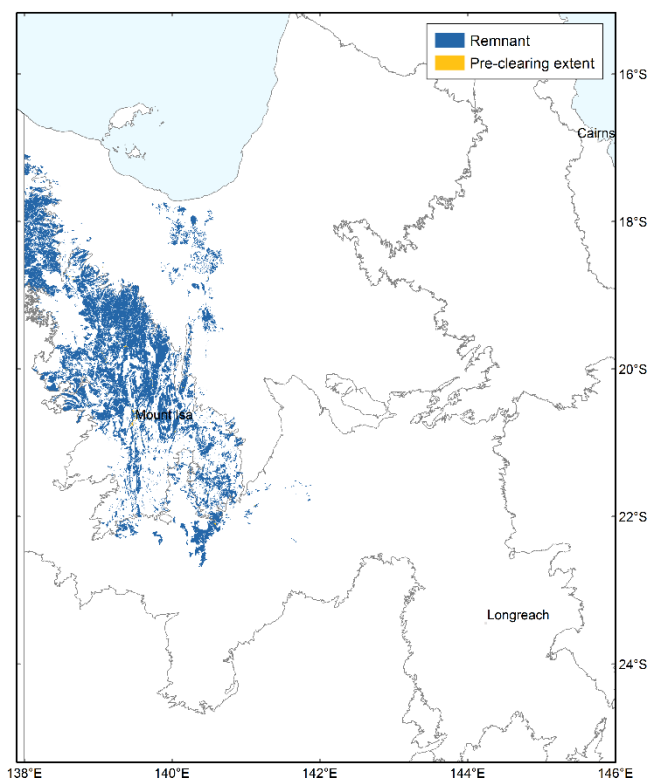 Remnant
Pre-clearing extent
16°S
Cairns
18°S
20°S
Mount Isa
22°S
Longreach
24°S
138°E
140°E
142°E
144°E
146°E